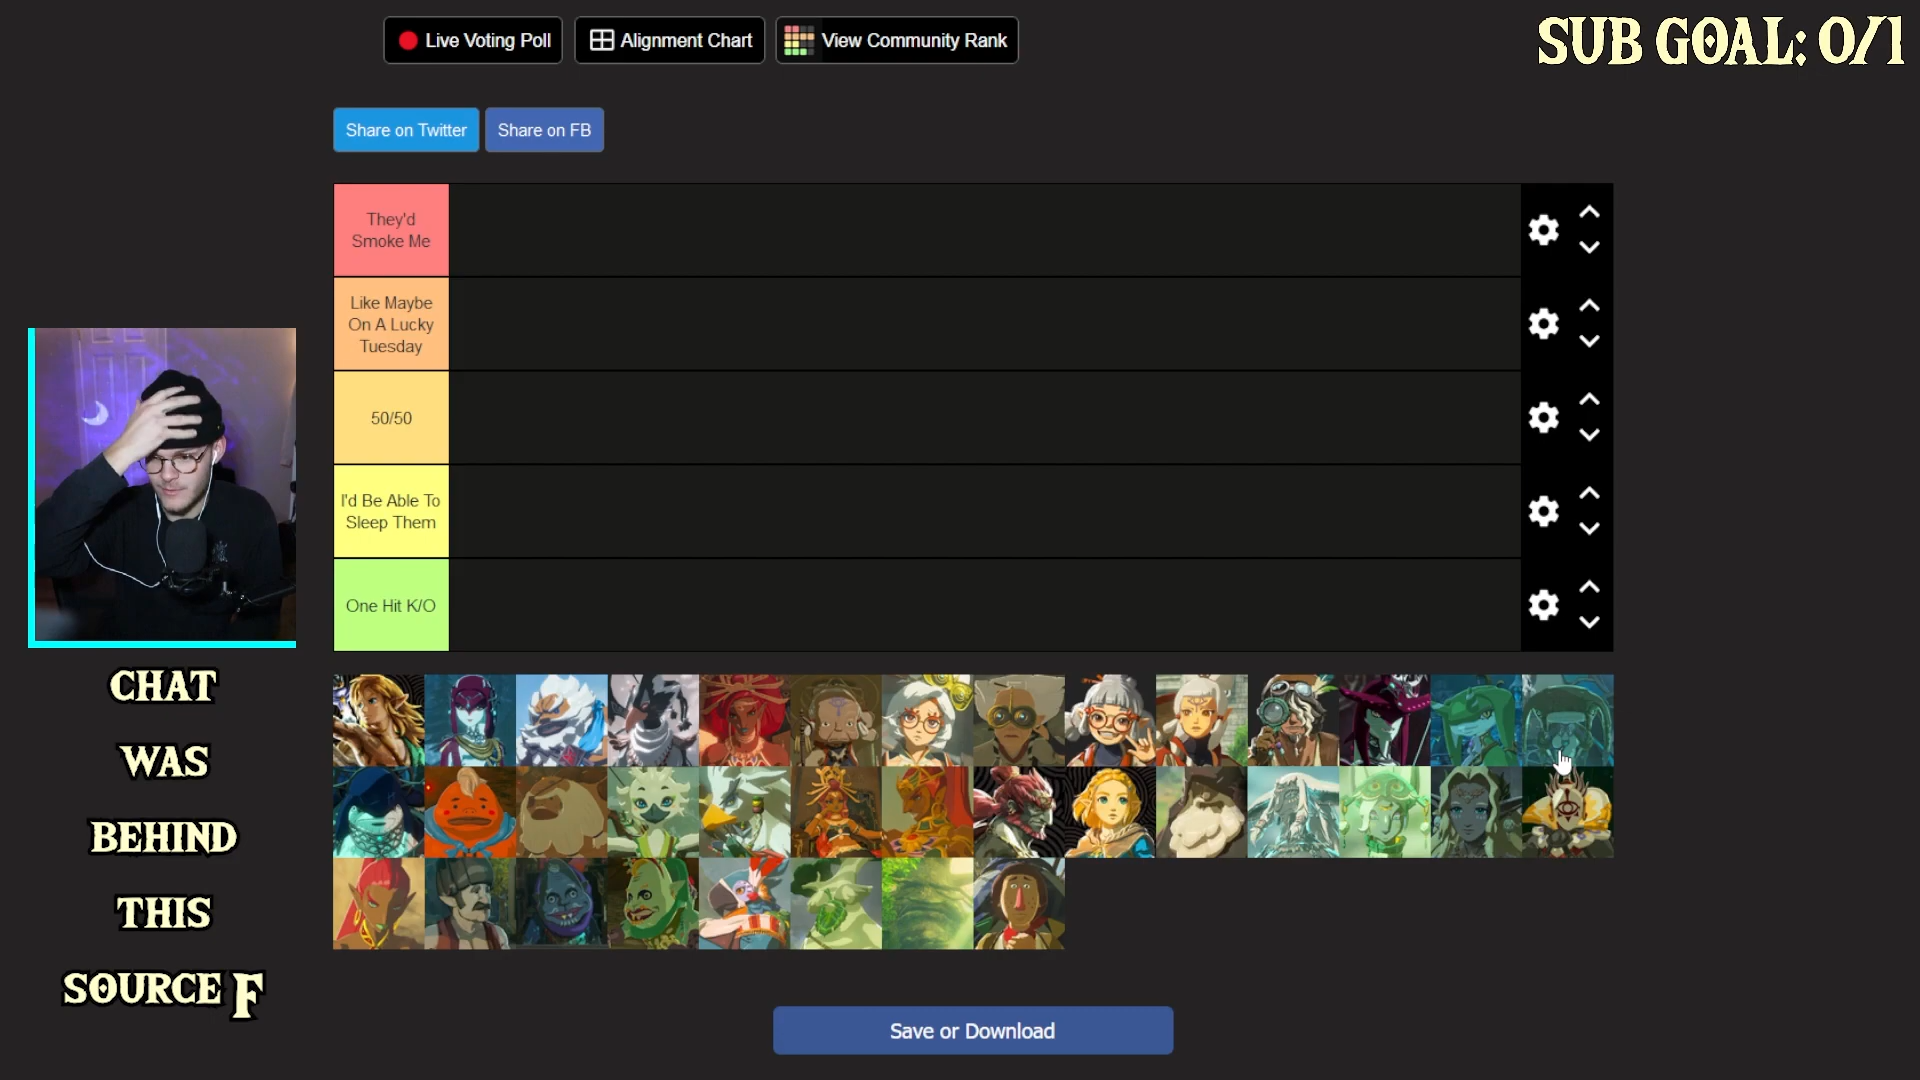 Live Voting Poll
Alignment Chart
View Community Rank
SUB GOAL: 0/1
Share on Twitter
Share on FB
They'd
Smoke Me
Like Maybe
On A Lucky
Tuesday
50/50
I'd Be Able To
Sleep Them
One Hit K/O
CHAT
WAS
BEHIND
THIS
SOURCE F
Save or Download